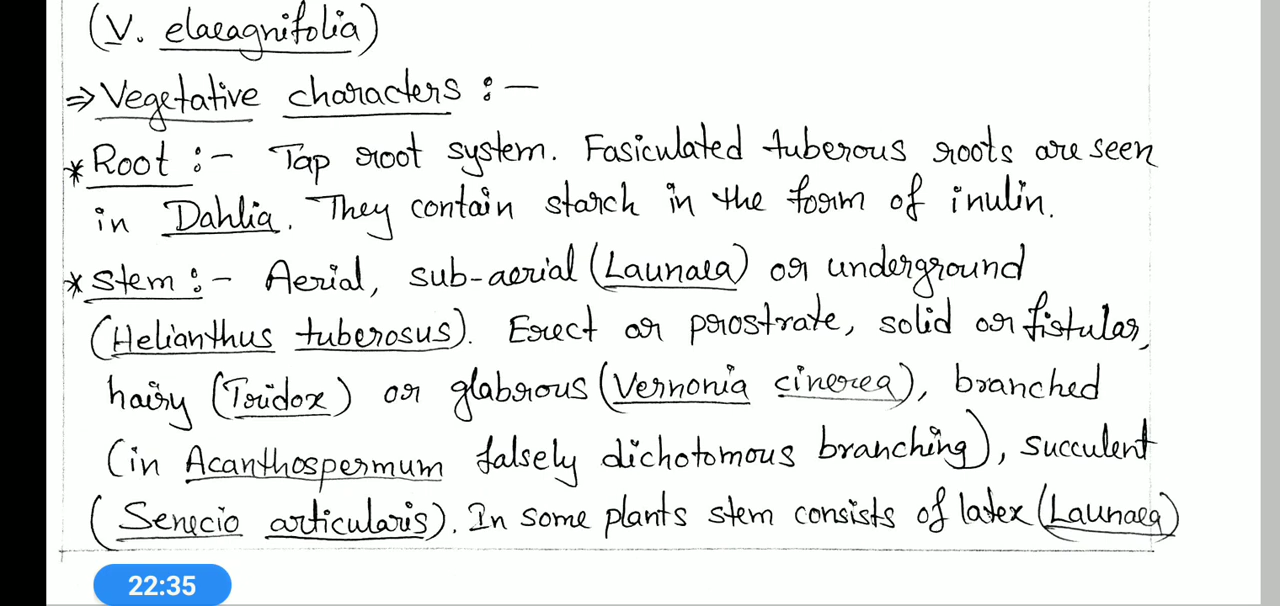 (V. elaeagnifolia)
⇒ Vegetative characters :-
* Root :- Tap root system. Fasiculated tuberous roots are seen
in Dahlia. They contain starch in the form of inulin.
* Stem :- Aerial, sub-aerial (Launaea) or underground
(Helianthus tuberosus). Erect or prostrate, solid or fistular,
hairy (Tridox) or glabrous (Vernonia cinerea), branched
(in Acanthospermum falsely dichotomous branching), succulent
(Senecio articularis). In some plants stem consists of latex (Launaea)
22:35